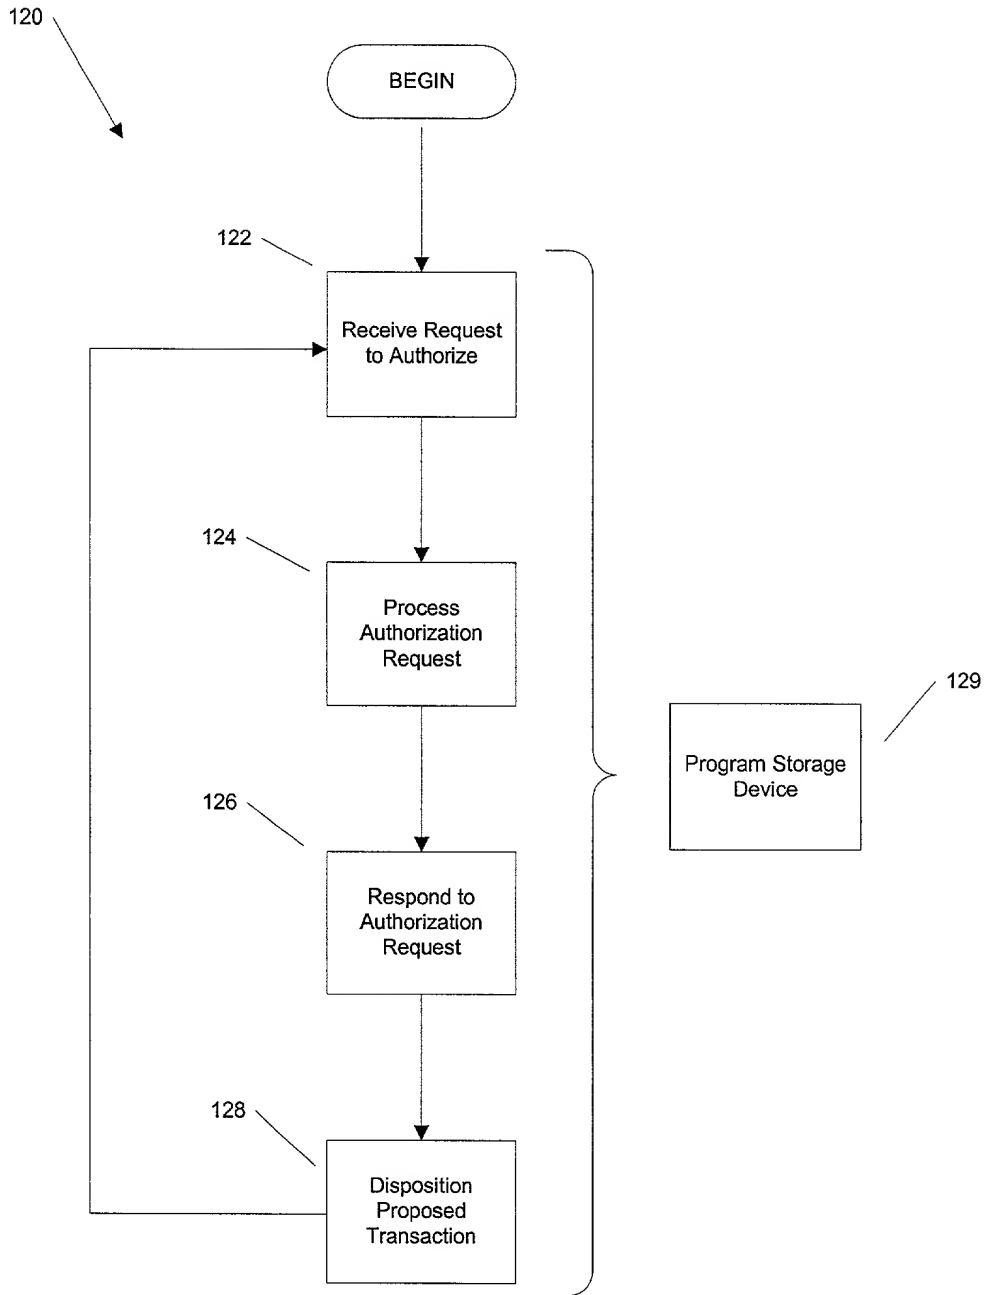 120
BEGIN
122
Receive Request
to Authorize
124
Process
Authorization
Request
129
Program Storage
Device
126
Respond to
Authorization
Request
128
Disposition
Proposed
Transaction